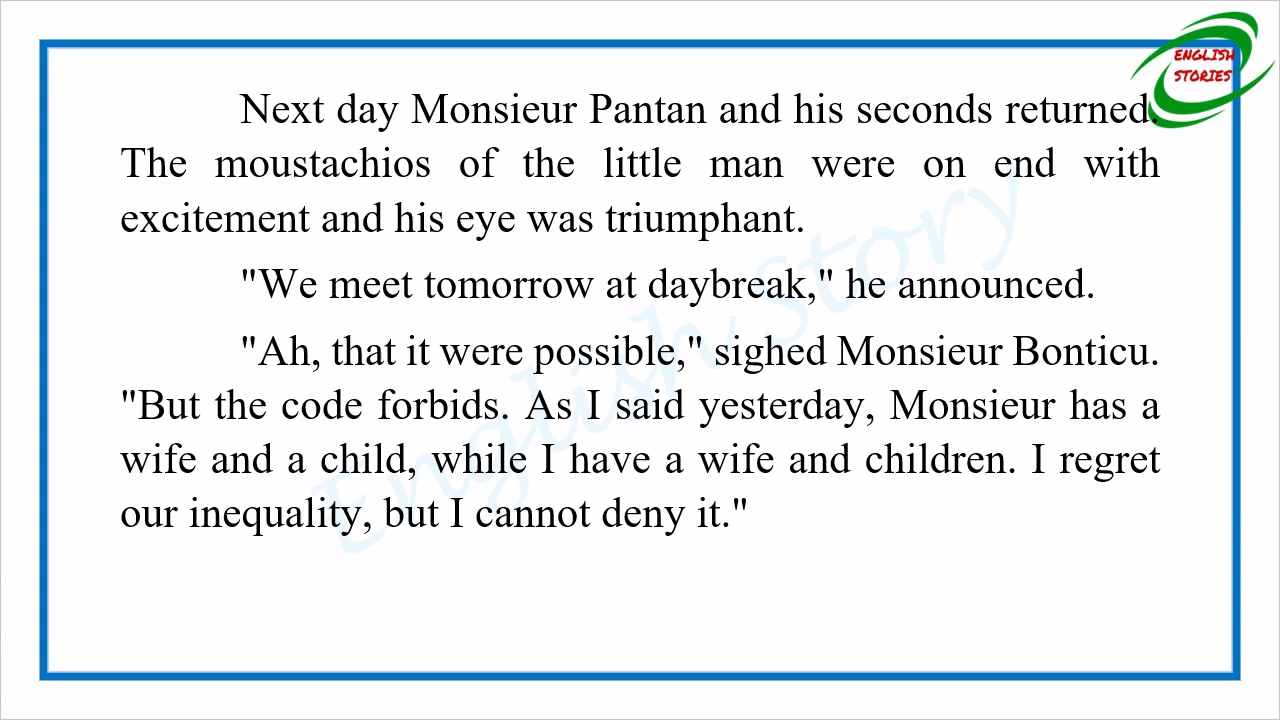 ENGLISH
STORIES
Next day Monsieur Pantan and his seconds returned.
The moustachios of the little man were on end with
excitement and his eye was triumphant.
"We meet tomorrow at daybreak," he announced.
"Ah, that it were possible," sighed Monsieur Bonticu.
"But the code forbids. As I said yesterday, Monsieur has a
wife and a child, while I have a wife and children. I regret
our inequality, but I cannot deny it."
English Story